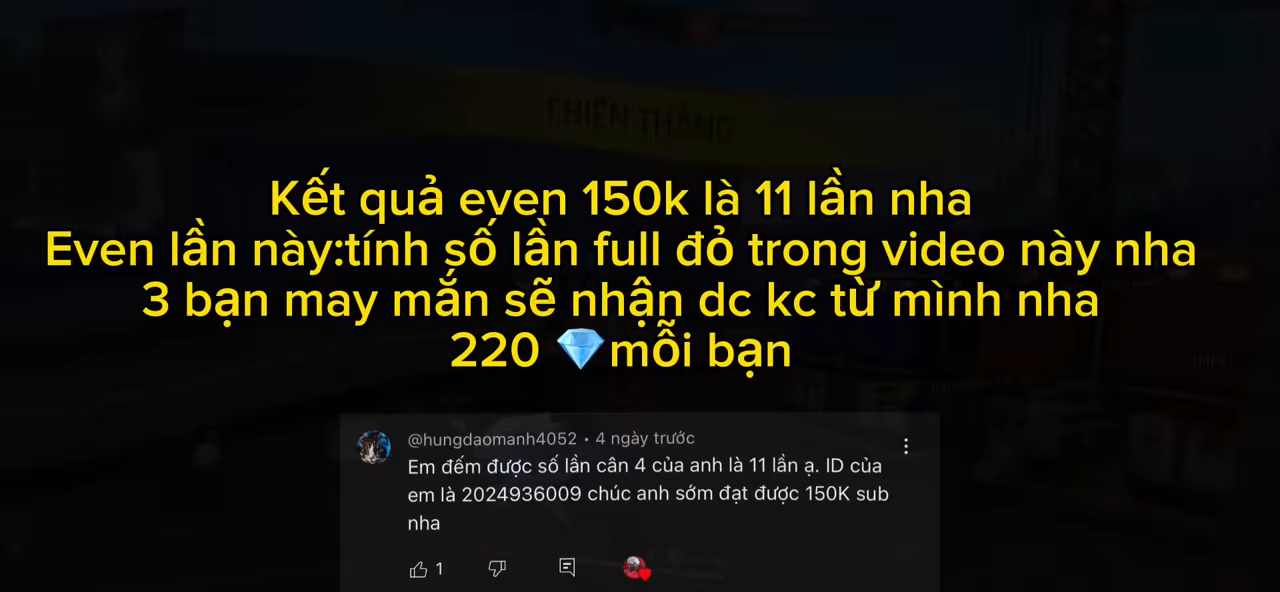 CHIẾN THẮNG
Kết quả even 150k là 11 lần nha
Even lần này:tính số lần full đỏ trong video này nha
3 bạn may mắn sẽ nhận dc kc từ mình nha
220 💎mỗi bạn
@hungdaomanh4052 • 4 ngày trước
Em đếm được số lần cân 4 của anh là 11 lần ạ. ID của
em là 2024936009 chúc anh sớm đạt được 150K sub
nha
1